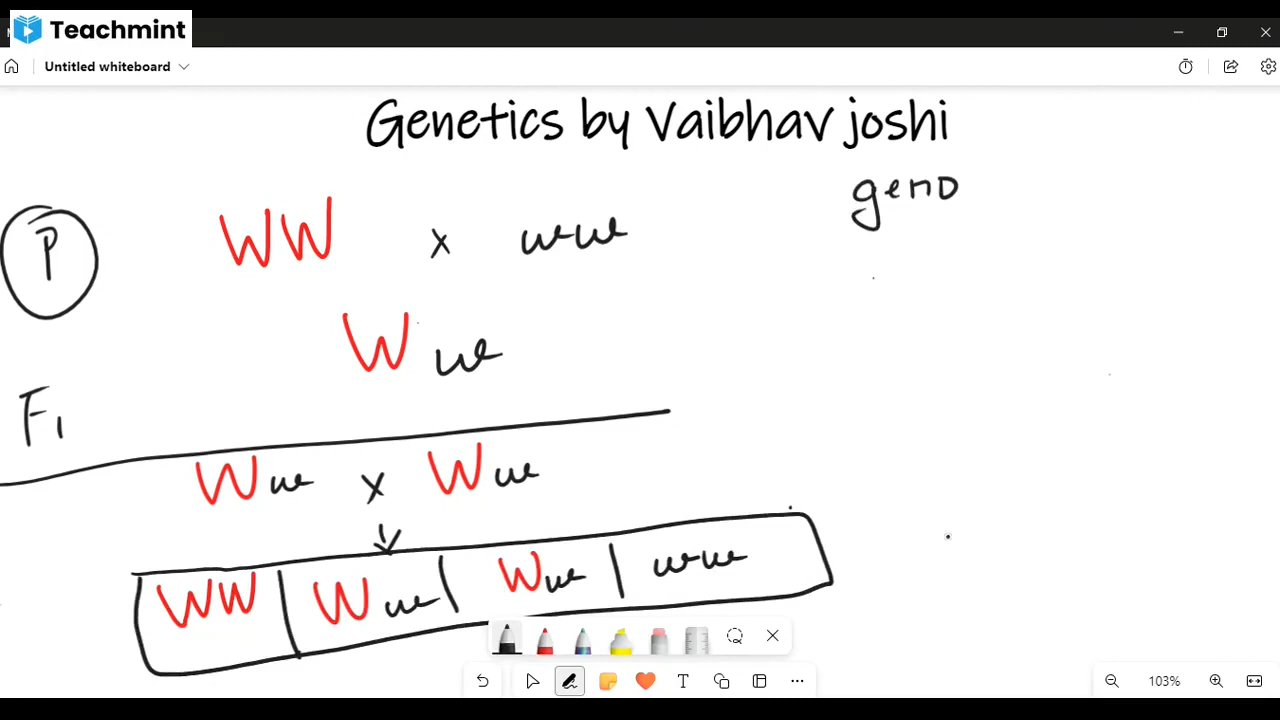 Teachmint
Untitled whiteboard
Genetics by Vaibhav joshi
geno
P WW x ww
Ww
F1
Ww x Ww
WW | Ww | Ww | ww
103%